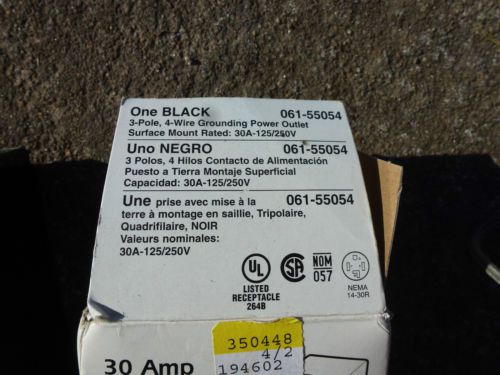 One BLACK 061-55054
3-Pole, 4-Wire Grounding Power Outlet
Surface Mount Rated: 30A-125/250V
Uno NEGRO 061-55054
3 Polos, 4 Hilos Contacto de Alimentación
Puesto a Tierra Montaje Superficial
Capacidad: 30A-125/250V
Une prise avec mise à la 061-55054
terre à montage en saillie, Tripolaire,
Quadrifilaire, NOIR
Valeurs nominales:
30A-125/250V
UL
LISTED
RECEPTACLE
264B
SA
NOM
057
NEMA
14-30R
30 Amp
350448
4/2
194602